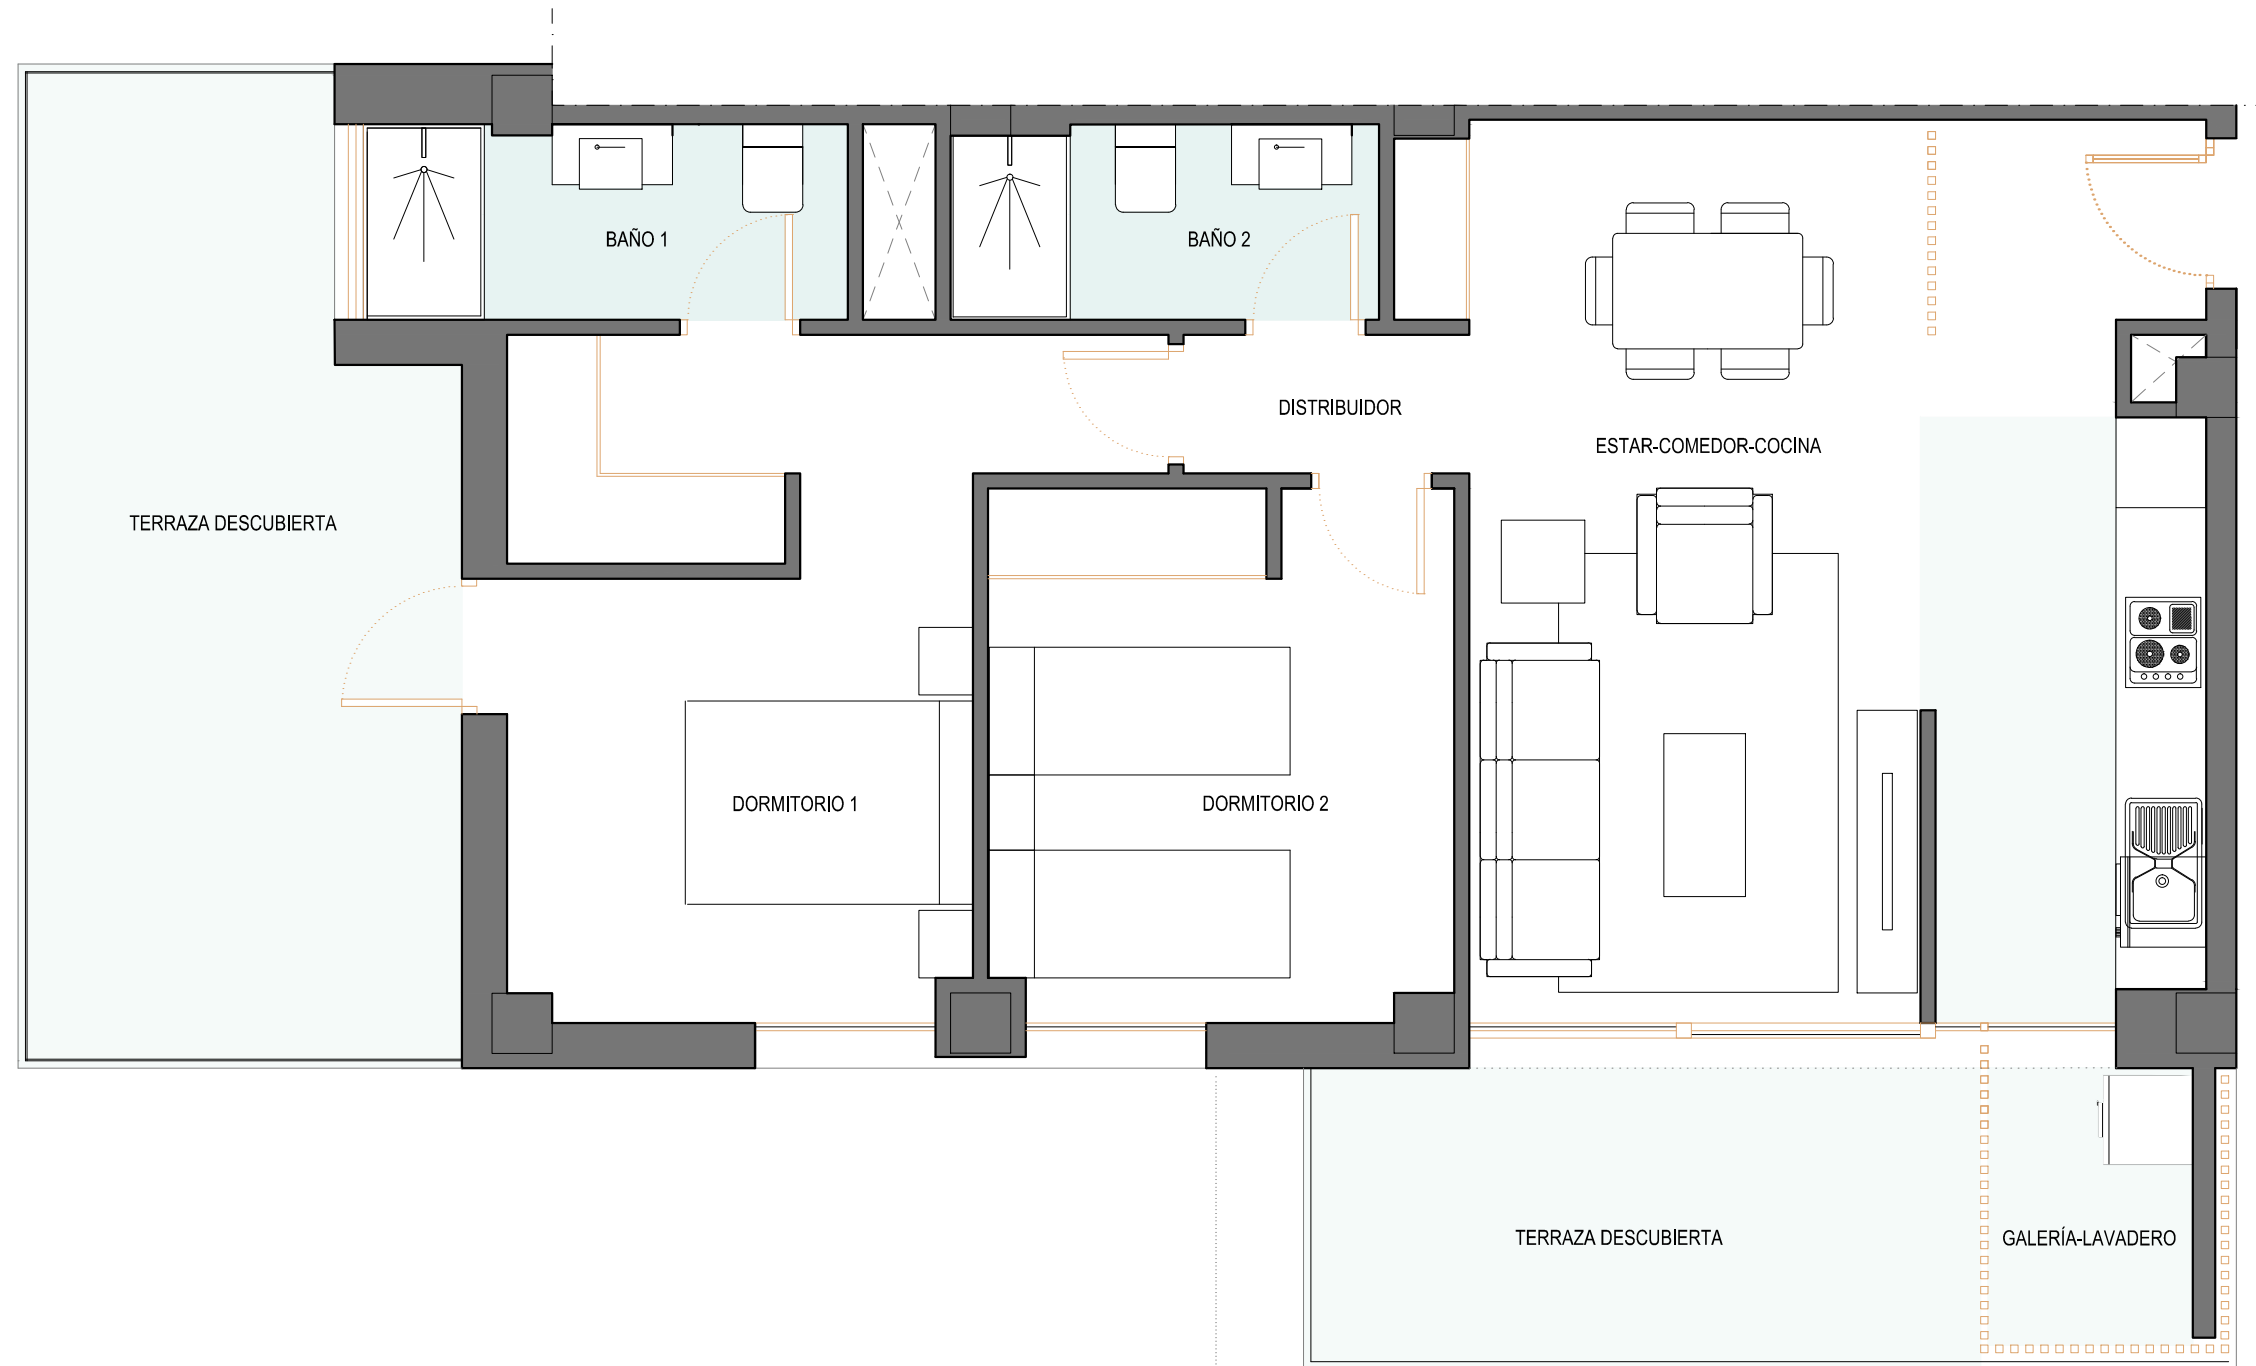 BAÑO 1
BAÑO 2
DISTRIBUIDOR
ESTAR-COMEDOR-COCINA
TERRAZA DESCUBIERTA
DORMITORIO 1
DORMITORIO 2
TERRAZA DESCUBIERTA
GALERÍA-LAVADERO